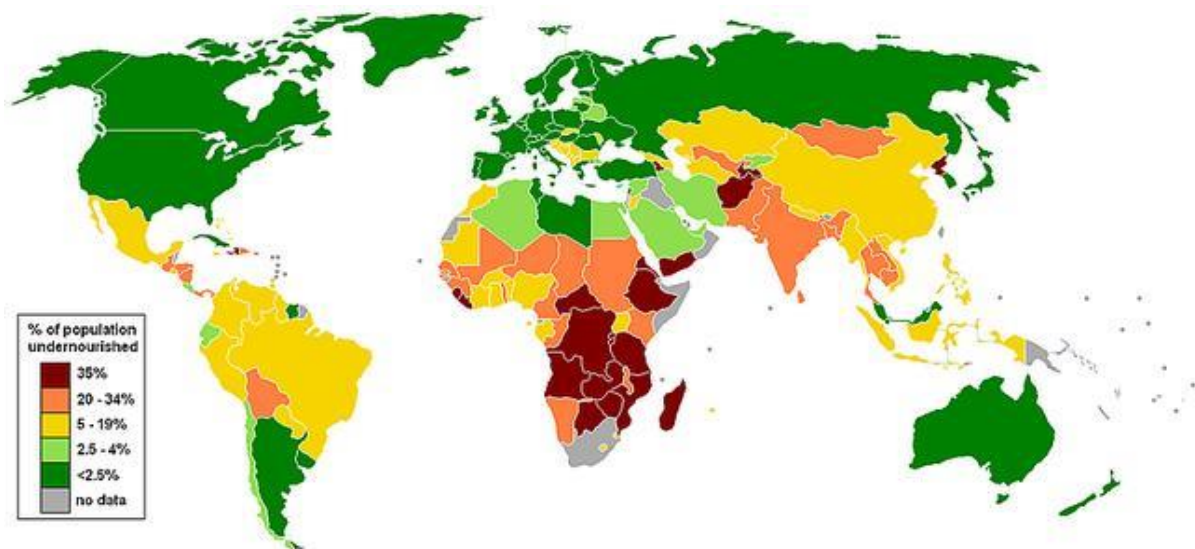 % of population
undernourished
35%
20 - 34%
5 - 19%
2.5 - 4%
<2.5%
no data